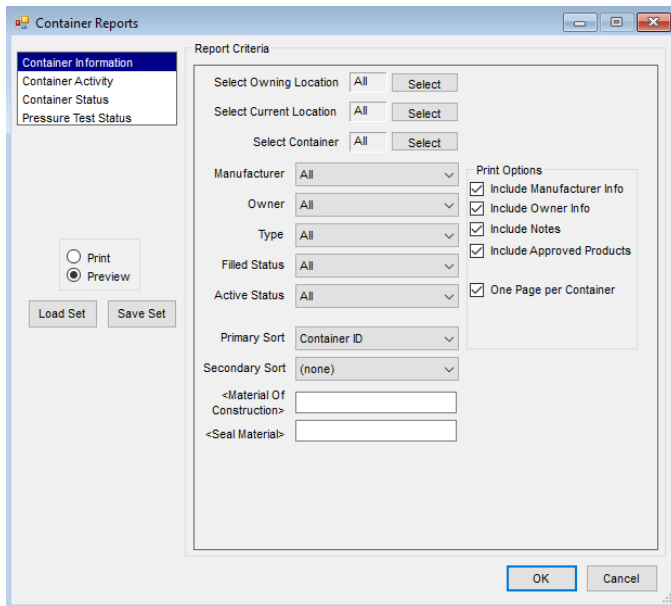 Container Reports
Container Information
Container Activity
Container Status
Pressure Test Status
Print
Preview
Load Set
Save Set
Report Criteria
Select Owning Location All Select
Select Current Location All Select
Select Container All Select
Manufacturer All
Owner All
Type All
Filled Status All
Active Status All
Primary Sort Container ID
Secondary Sort (none)
<Material Of
Construction>
<Seal Material>
Print Options
Include Manufacturer Info
Include Owner Info
Include Notes
Include Approved Products
One Page per Container
OK Cancel